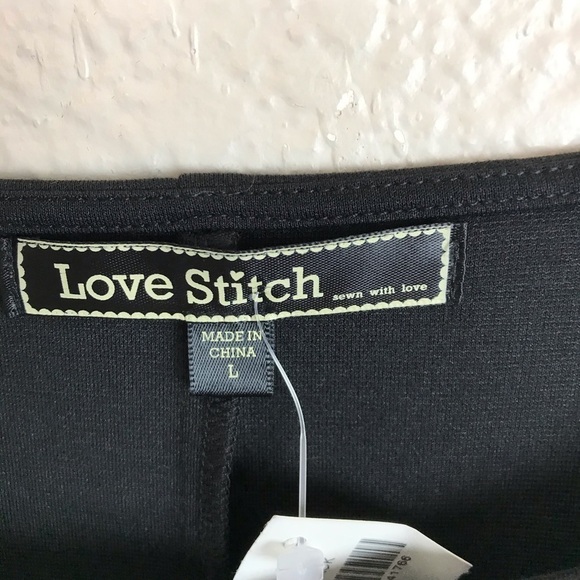 Love Stitch sewn with love
MADE IN
CHINA
L